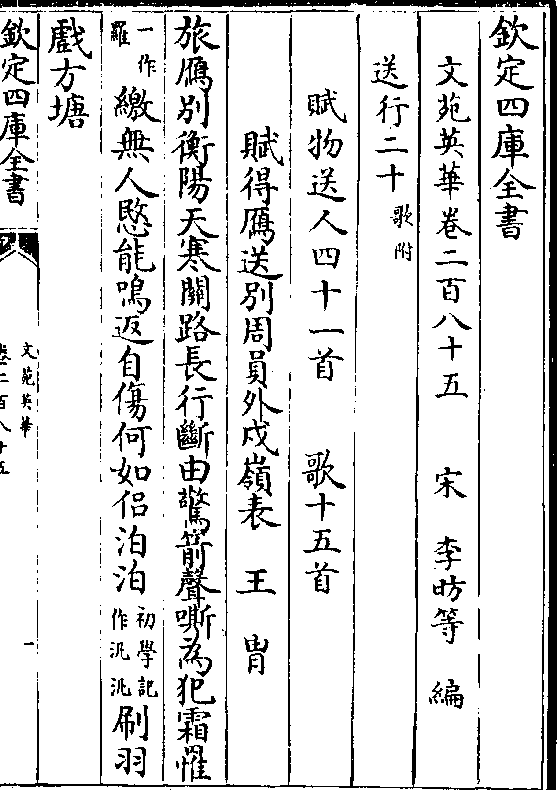 欽定四庫全書
文苑英華卷二百八十五　宋　李昉等　編
送行二十歌附
賦物送人四十一首　歌十五首
賦得鴈送別周員外戍嶺表　王胄
旅鴈別衡陽天寒關路長行斷由驚箭聲嘶為犯霜懼
一作羅繳無人愍能鳴返自傷何如侶泊泊初學記作汎汎刷羽
戲方塘
欽定四庫全書
文苑英華
卷二百八十五
一